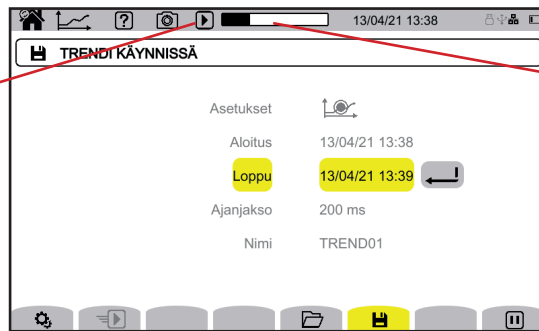 13/04/21 13:38
TRENDI KÄYNNISSÄ
Asetukset
Aloitus 13/04/21 13:38
Loppu 13/04/21 13:39
Ajanjakso 200 ms
Nimi TREND01